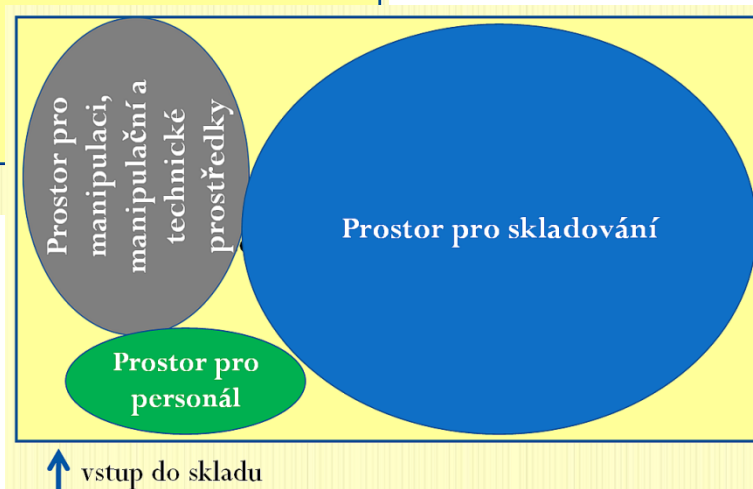 Prostor pro
manipulaci,
manipulační a
technické
prostředky
Prostor pro skladování
Prostor pro
personál
vstup do skladu